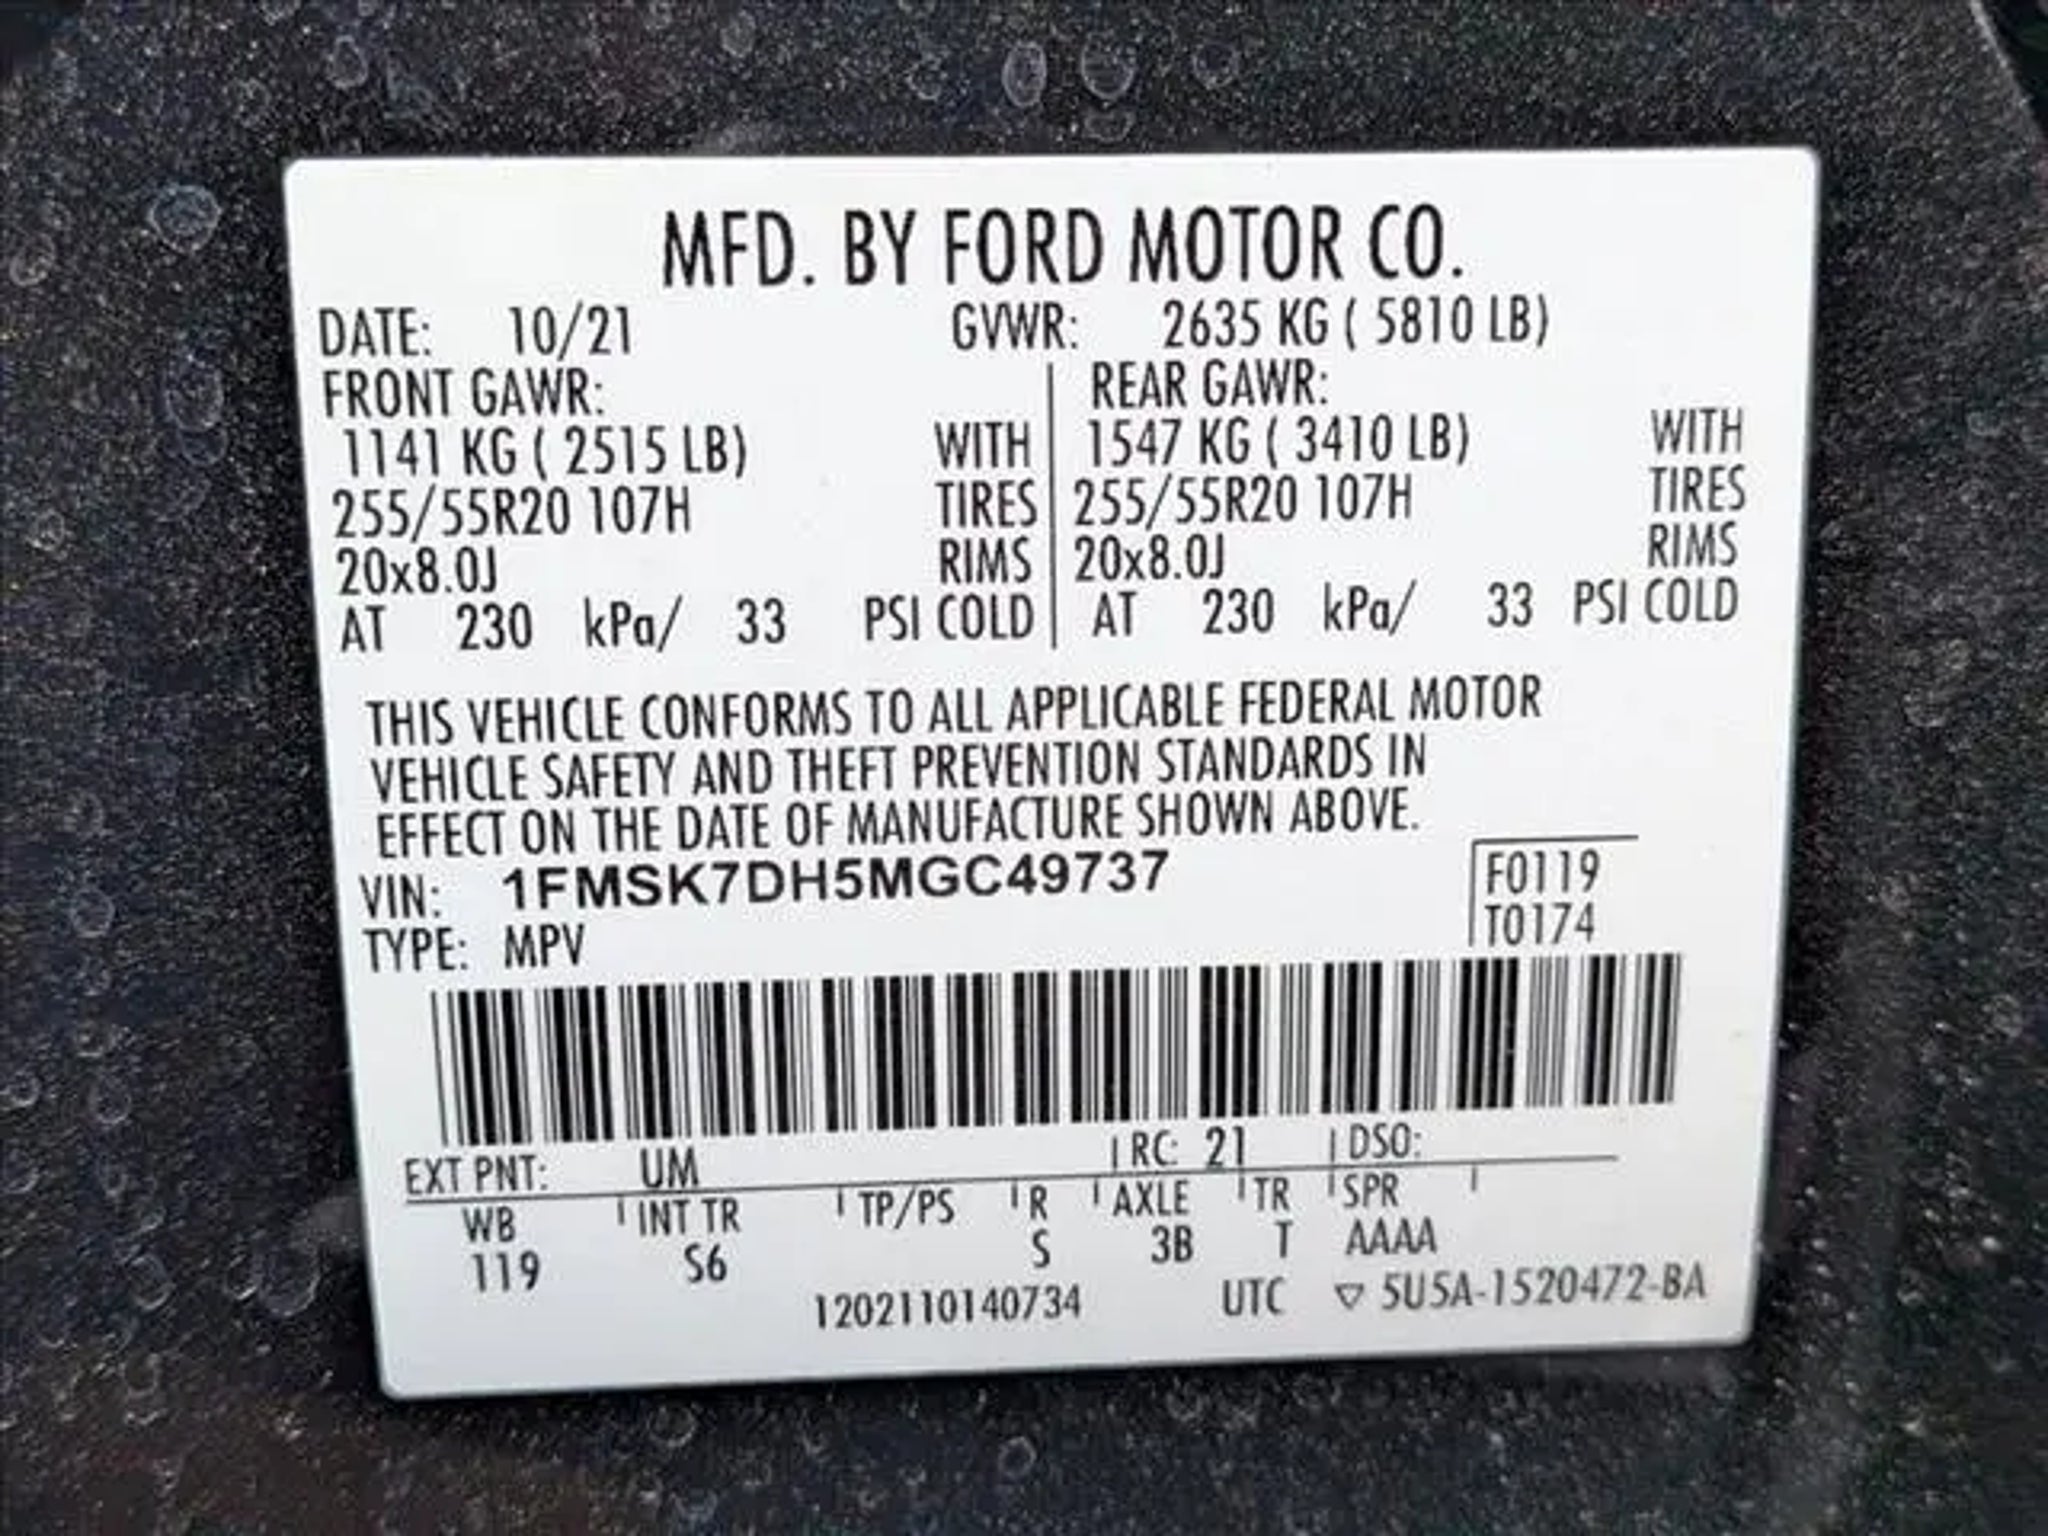 MFD. BY FORD MOTOR CO.
DATE: 10/21 GVWR: 2635 KG ( 5810 LB)
FRONT GAWR: REAR GAWR:
1141 KG ( 2515 LB) WITH 1547 KG ( 3410 LB) WITH
255/55R20 107H TIRES 255/55R20 107H TIRES
20x8.0J RIMS 20x8.0J RIMS
AT 230 kPa/ 33 PSI COLD AT 230 kPa/ 33 PSI COLD
THIS VEHICLE CONFORMS TO ALL APPLICABLE FEDERAL MOTOR
VEHICLE SAFETY AND THEFT PREVENTION STANDARDS IN
EFFECT ON THE DATE OF MANUFACTURE SHOWN ABOVE.
VIN: 1FMSK7DH5MGC49737 F0119
TYPE: MPV T0174
EXT PNT: UM RC: 21 DSO:
WB INT TR TP/PS R AXLE TR SPR
119 S6 S 3B T AAAA
1202110140734 UTC ▽ 5U5A-1520472-BA